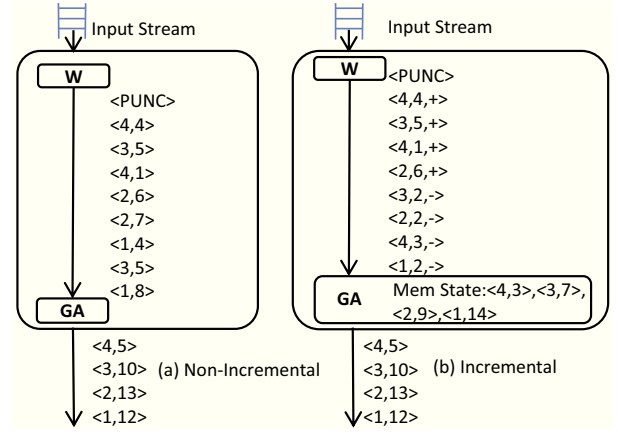 Input Stream
W
<PUNC>
<4,4>
<3,5>
<4,1>
<2,6>
<2,7>
<1,4>
<3,5>
<1,8>
GA
<4,5>
<3,10>
<2,13>
<1,12>
(a) Non-Incremental
Input Stream
W
<PUNC>
<4,4,+>
<3,5,+>
<4,1,+>
<2,6,+>
<3,2,->
<2,2,->
<4,3,->
<1,2,->
GA
Mem State:<4,3>,<3,7>,
<2,9>,<1,14>
<4,5>
<3,10>
<2,13>
<1,12>
(b) Incremental